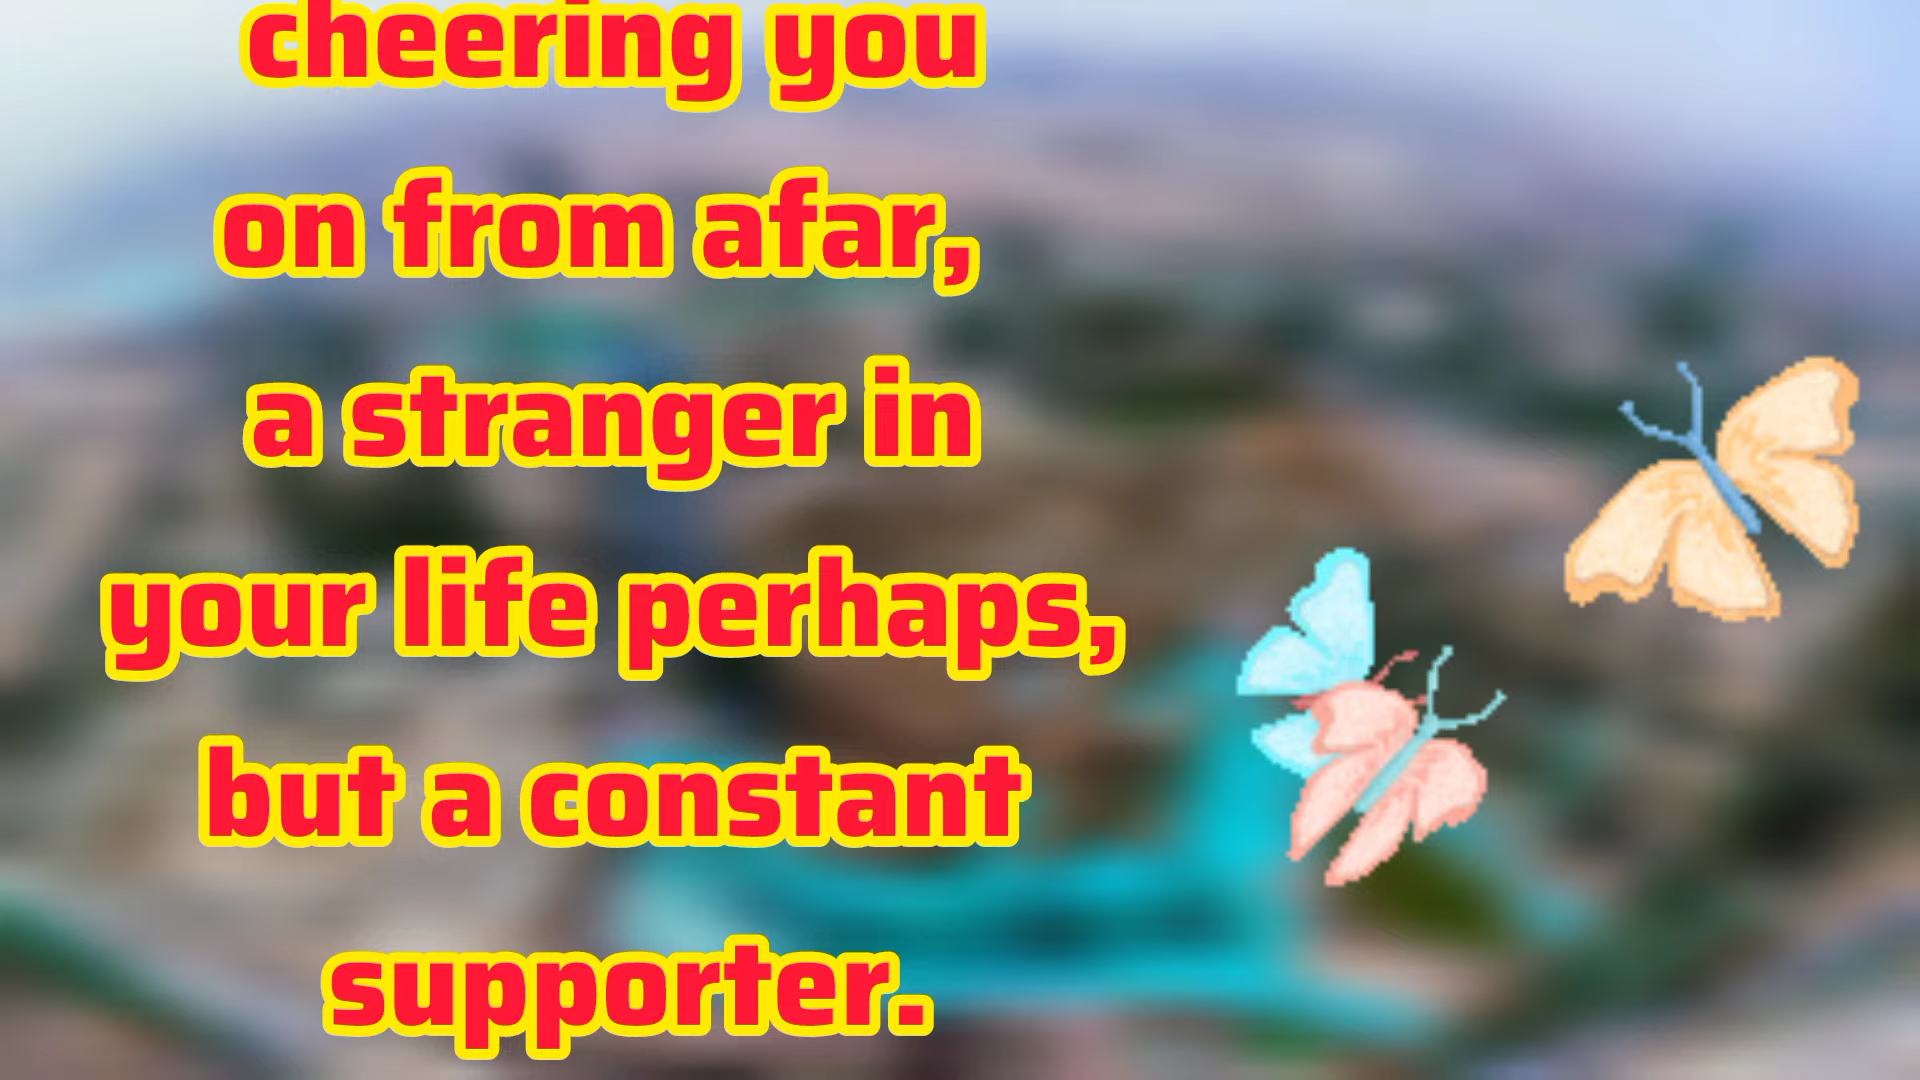 cheering you
on from afar,
a stranger in
your life perhaps,
but a constant
supporter.